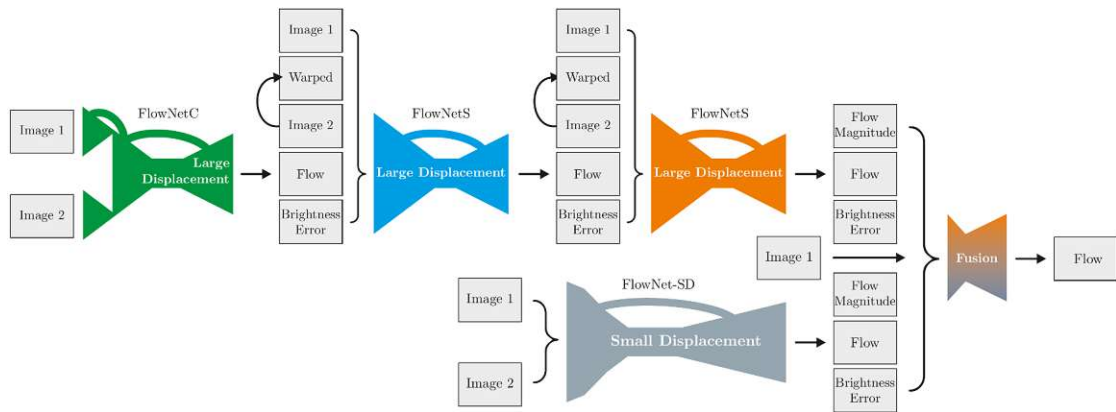 Image 1
Image 2
FlowNetC
Large
Displacement
Image 1
Warped
Image 2
Flow
Brightness
Error
FlowNetS
Large Displacement
Image 1
Warped
Image 2
Flow
Brightness
Error
FlowNetS
Large Displacement
Flow
Magnitude
Flow
Brightness
Error
Image 1
Image 1
Image 2
FlowNet-SD
Small Displacement
Flow
Magnitude
Flow
Brightness
Error
Fusion
Flow